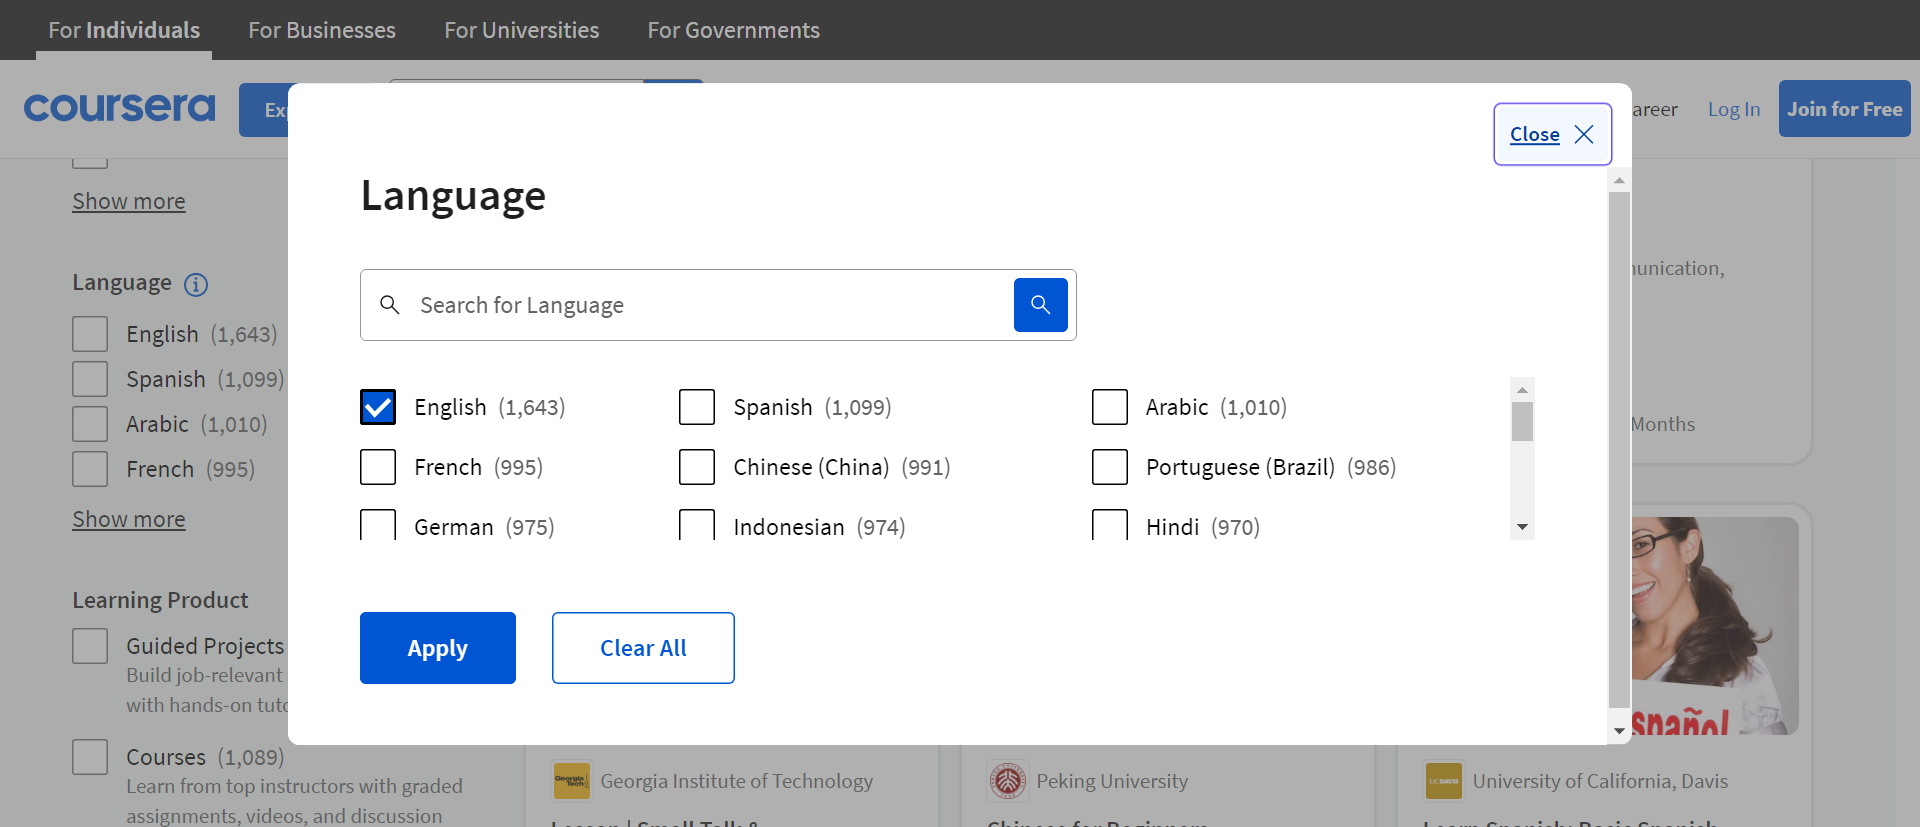 For Individuals
For Businesses
For Universities
For Governments
coursera
Log In
Join for Free
Close
Show more
Language
Search for Language
Language
English (1,643)
Spanish (1,099)
Arabic (1,010)
French (995)
Show more
English (1,643)
Spanish (1,099)
Arabic (1,010)
French (995)
Chinese (China) (991)
Portuguese (Brazil) (986)
German (975)
Indonesian (974)
Hindi (970)
Months
Apply
Clear All
Learning Product
Guided Projects
Build job-relevant
with hands-on
Courses (1,089)
Learn from top instructors with graded
assignments, videos, and discussion
Georgia Institute of Technology
Peking University
UCDAVIS
University of California, Davis